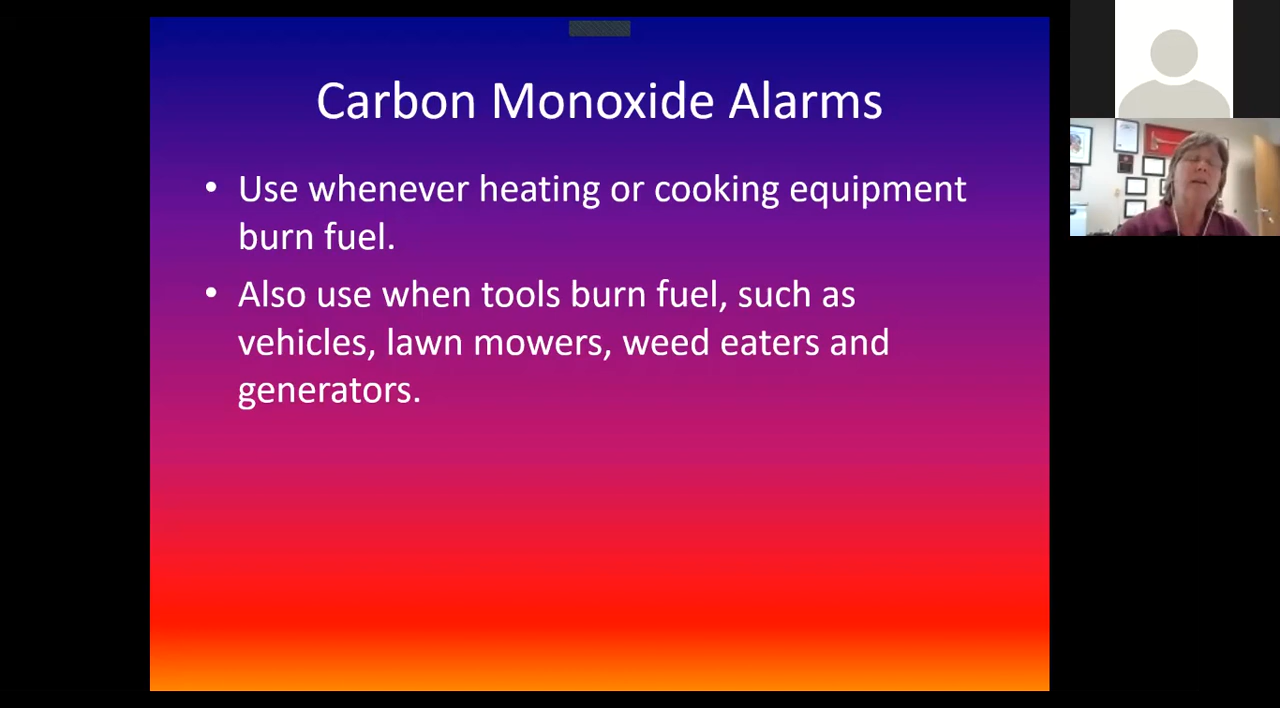 Carbon Monoxide Alarms
• Use whenever heating or cooking equipment
burn fuel.
• Also use when tools burn fuel, such as
vehicles, lawn mowers, weed eaters and
generators.